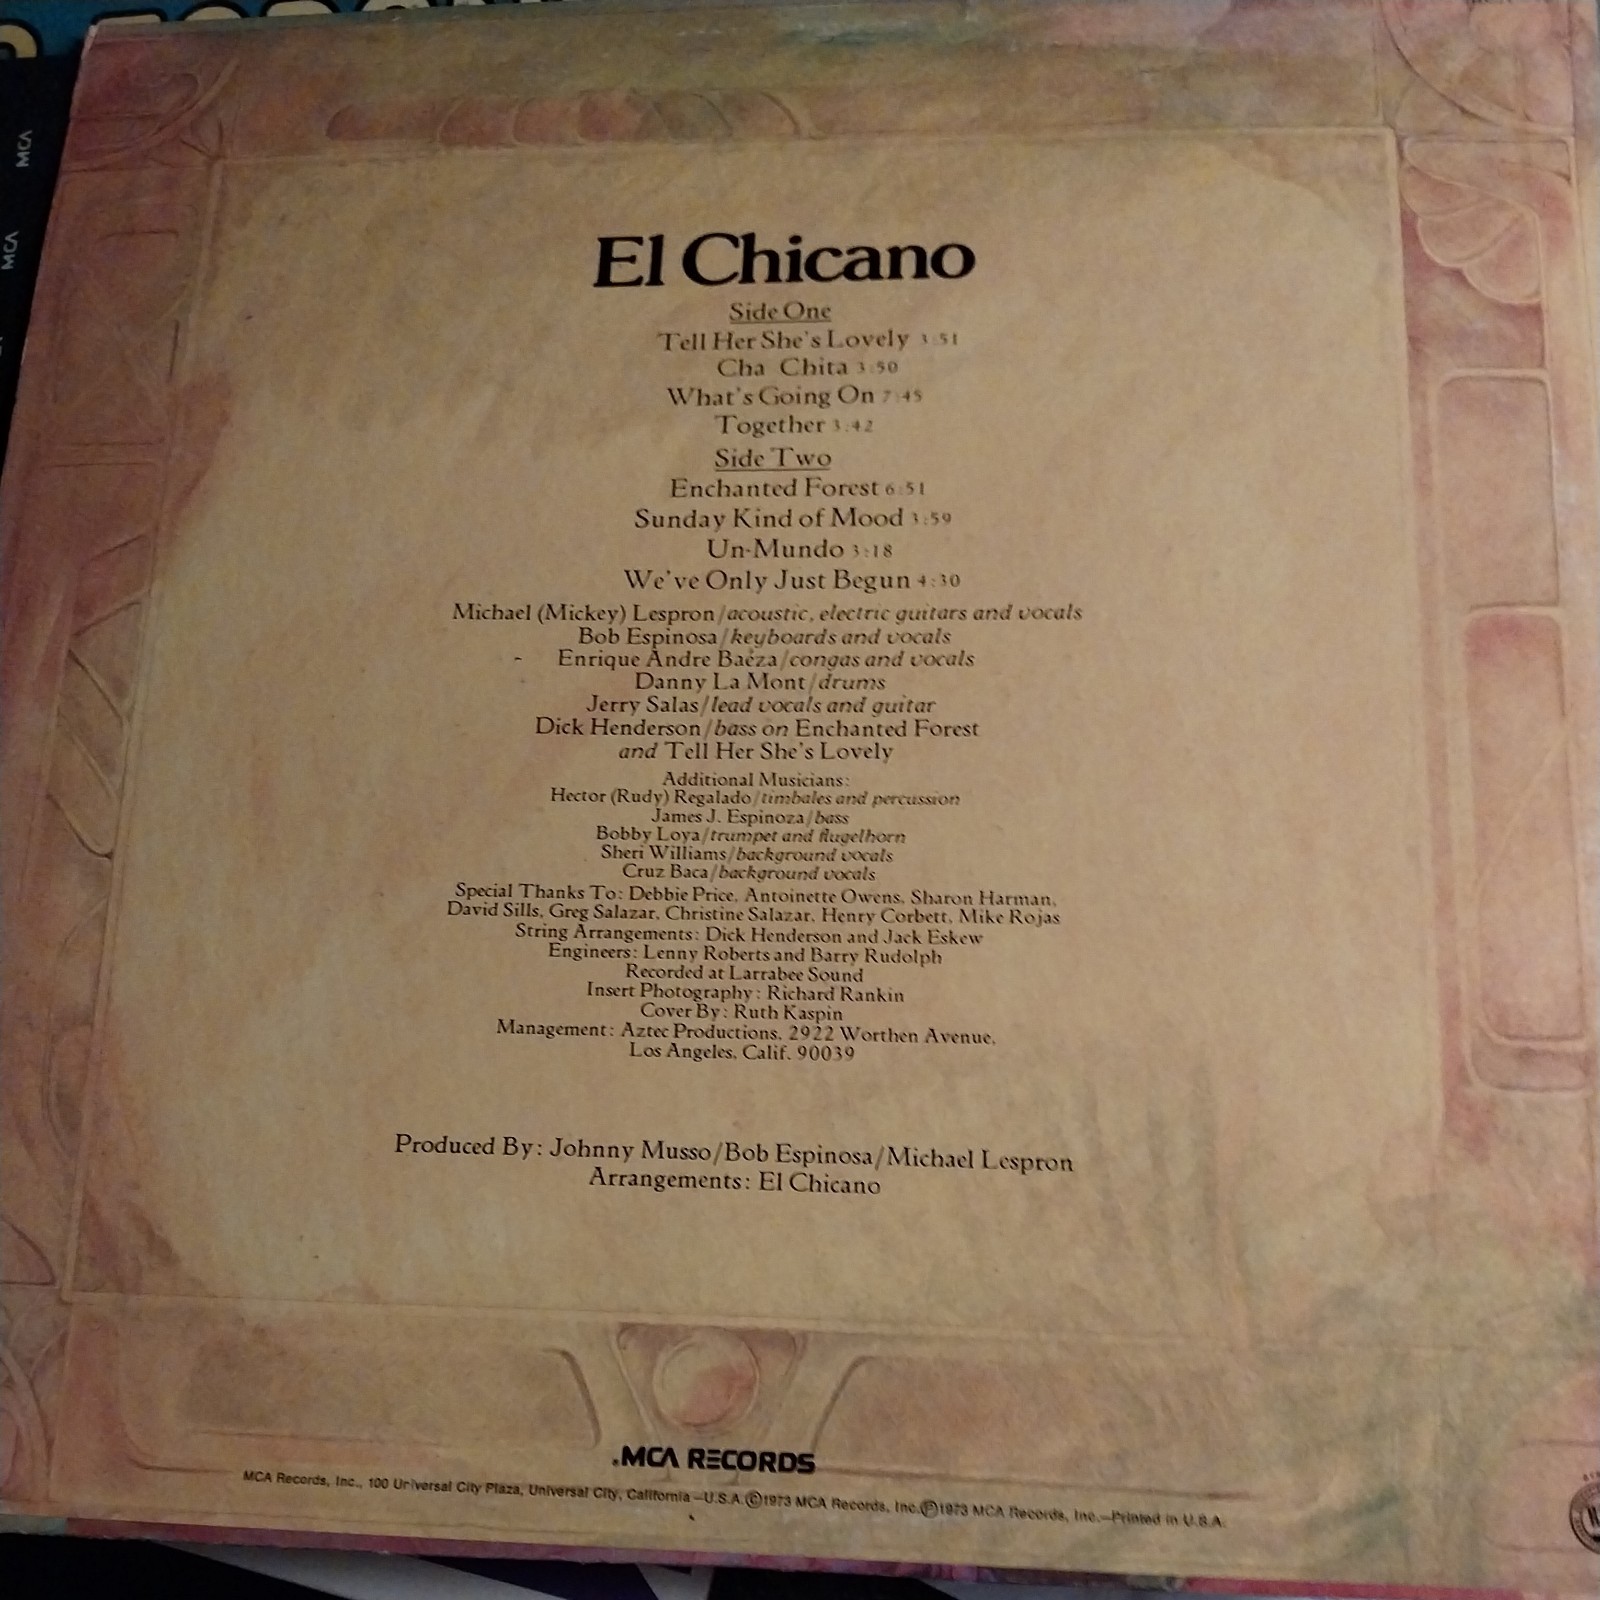 MCA
MCA
El Chicano
Side One
Tell Her She's Lovely 3:51
Cha Chita 3:50
What's Going On 7:45
Together 3:42
Side Two
Enchanted Forest 6:51
Sunday Kind of Mood 3:59
Un-Mundo 3:18
We've Only Just Begun 4:30
Michael (Mickey) Lespron/acoustic, electric guitars and vocals
Bob Espinosa/keyboards and vocals
Enrique Andre Baeza/congas and vocals
Danny La Mont/drums
Jerry Salas/lead vocals and guitar
Dick Henderson/bass on Enchanted Forest
and Tell Her She's Lovely
Additional Musicians:
Hector (Rudy) Regalado/timbales and percussion
James J. Espinoza/bass
Bobby Loya/trumpet and flugelhorn
Sheri Williams/background vocals
Cruz Baca/background vocals
Special Thanks To: Debbie Price, Antoinette Owens, Sharon Harman,
David Sills, Greg Salazar, Christine Salazar, Henry Corbett, Mike Rojas
String Arrangements: Dick Henderson and Jack Eskew
Engineers: Lenny Roberts and Barry Rudolph
Recorded at Larrabee Sound
Insert Photography: Richard Rankin
Cover By: Ruth Kaspin
Management: Aztec Productions, 2922 Worthen Avenue,
Los Angeles, Calif. 90039
Produced By: Johnny Musso/Bob Espinosa/Michael Lespron
Arrangements: El Chicano
.MCA RECORDS
MCA Records, Inc., 100 Universal City Plaza, Universal City, California—U.S.A.Ⓒ1973 MCA Records, Inc.Ⓟ1973 MCA Records, Inc.—Printed in U.S.A.